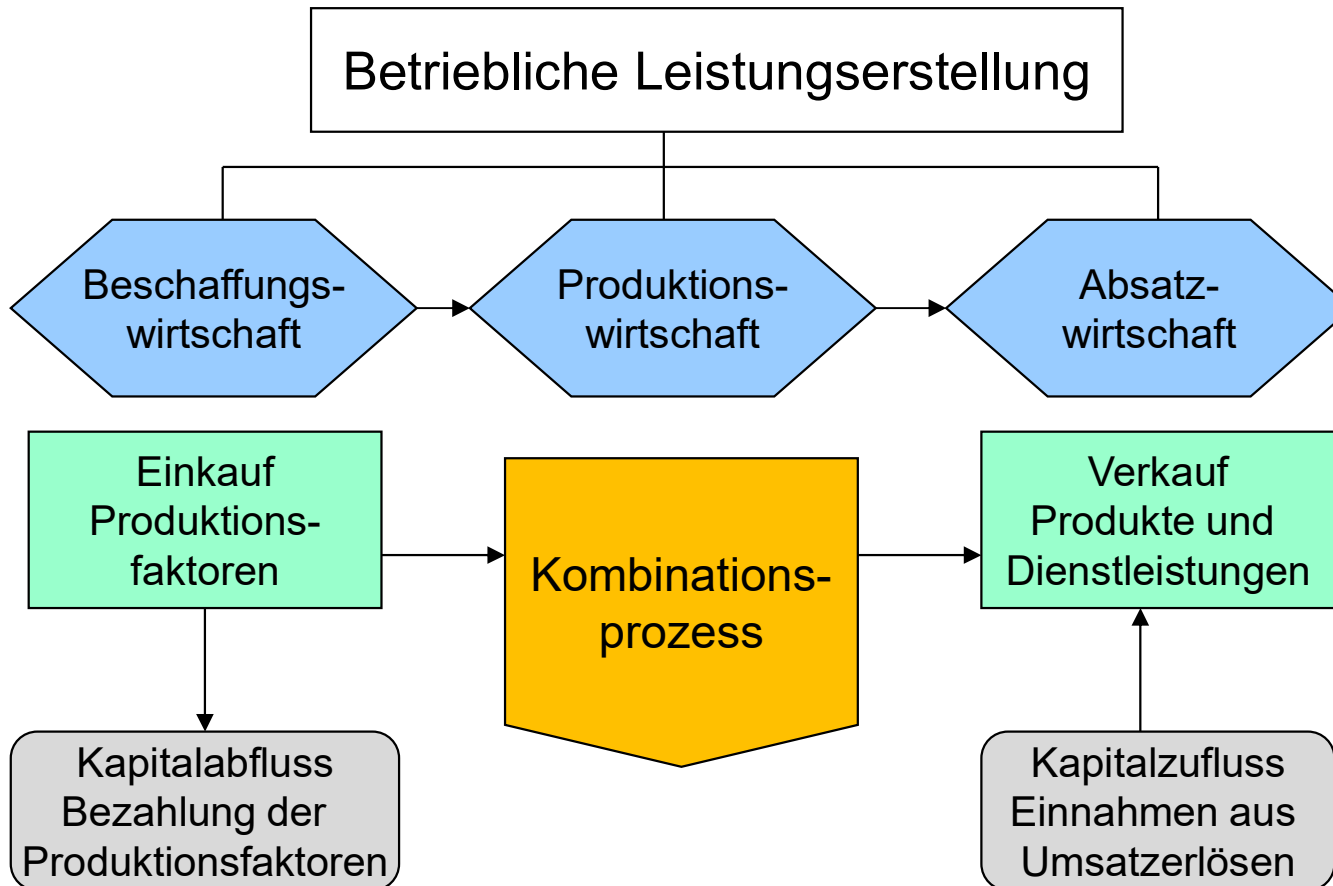 Betriebliche Leistungserstellung
Beschaffungs-
wirtschaft
Produktions-
wirtschaft
Absatz-
wirtschaft
Einkauf
Produktions-
faktoren
Kombinations-
prozess
Verkauf
Produkte und
Dienstleistungen
Kapitalabfluss
Bezahlung der
Produktionsfaktoren
Kapitalzufluss
Einnahmen aus
Umsatzerlösen